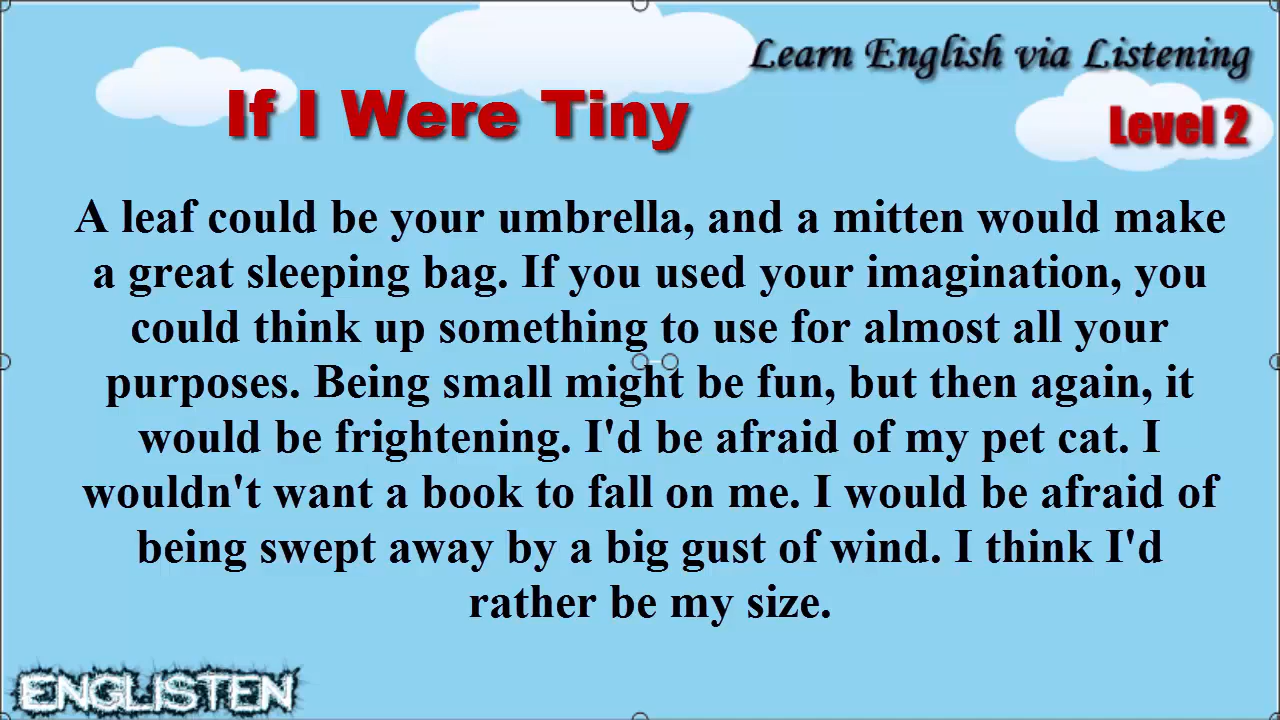 Learn English via Listening
If I Were Tiny
Level 2
A leaf could be your umbrella, and a mitten would make
a great sleeping bag. If you used your imagination, you
could think up something to use for almost all your
purposes. Being small might be fun, but then again, it
would be frightening. I'd be afraid of my pet cat. I
wouldn't want a book to fall on me. I would be afraid of
being swept away by a big gust of wind. I think I'd
rather be my size.
ENGLISTEN